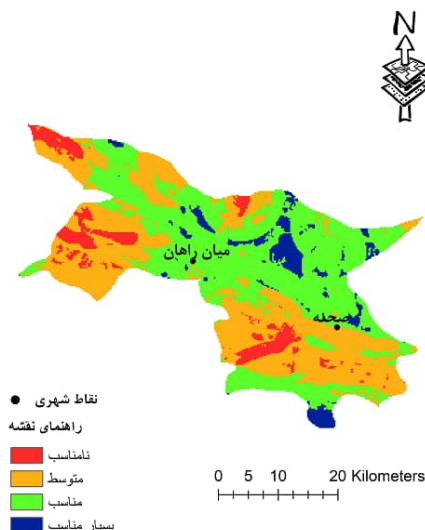 N
میان راهان
صحنه
نقاط شهری
راهنمای نقشه
نامناسب
متوسط
مناسب
بسیار مناسب
0 5 10 20 Kilometers